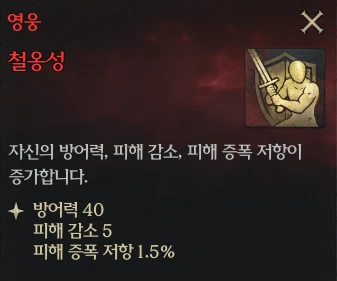 영웅
철옹성
자신의 방어력, 피해 감소, 피해 증폭 저항이
증가합니다.
방어력 40
피해 감소 5
피해 증폭 저항 1.5%